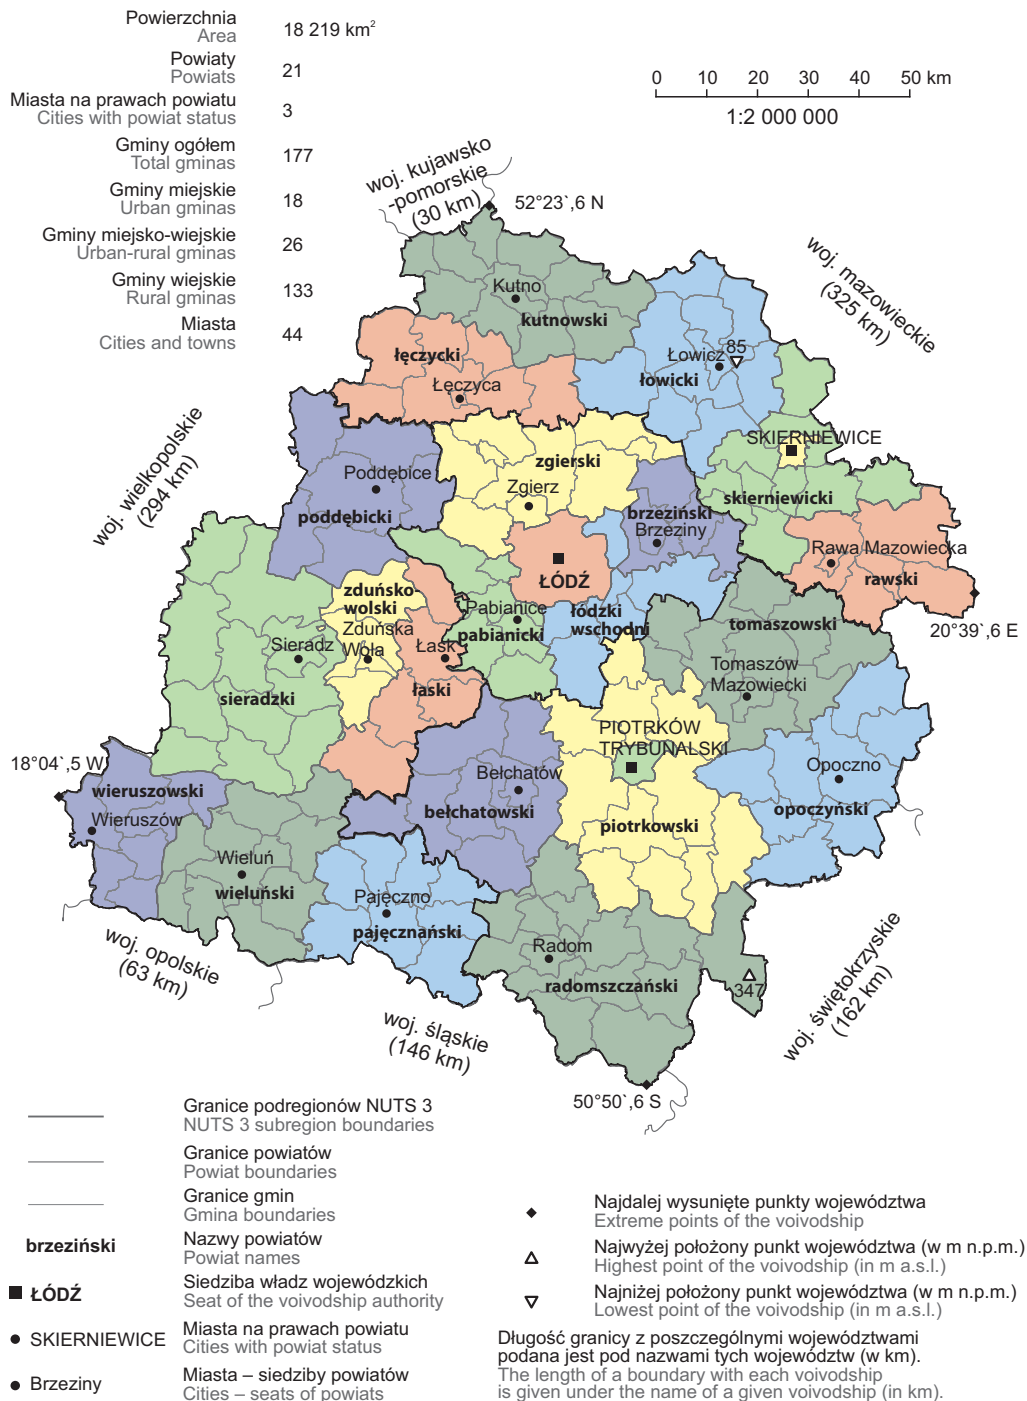 Powierzchnia
Area
18 219 km²
Powiaty
Powiats
21
Miasta na prawach powiatu
Cities with powiat status
3
Gminy ogółem
Total gminas
177
Gminy miejskie
Urban gminas
18
Gminy miejsko-wiejskie
Urban-rural gminas
26
Gminy wiejskie
Rural gminas
133
Miasta
Cities and towns
44
0 10 20 30 40 50 km
1:2 000 000
woj. kujawsko
-pomorskie
(30 km)
52°23`,6 N
woj. mazowieckie
(325 km)
woj. wielkopolskie
(294 km)
Kutno
kutnowski
łęczycki
Łęczyca
Łowicz
85
łowicki
SKIERNIEWICE
skierniewicki
zgierski
Zgierz
Poddębice
poddębicki
brzeziński
Brzeziny
Rawa Mazowiecka
rawski
20°39`,6 E
ŁÓDŹ
zduńsko-
wolski
Zduńska
Wola
Pabianice
pabianicki
łódzki
wschodni
tomaszowski
Tomaszów
Mazowiecki
Sieradz
sieradzki
Łask
łaski
PIOTRKÓW
TRYBUNALSKI
piotrkowski
18°04`,5 W
wieruszowski
Wieruszów
Bełchatów
bełchatowski
Opoczno
opoczyński
Wieluń
wieluński
Pajęczno
pajęcznański
Radom
radomszczański
347
woj. opolskie
(63 km)
woj. śląskie
(146 km)
woj. świętokrzyskie
(162 km)
50°50`,6 S
Granice podregionów NUTS 3
NUTS 3 subregion boundaries
Granice powiatów
Powiat boundaries
Granice gmin
Gmina boundaries
brzeziński
Nazwy powiatów
Powiat names
ŁÓDŹ
Siedziba władz wojewódzkich
Seat of the voivodship authority
SKIERNIEWICE
Miasta na prawach powiatu
Cities with powiat status
Brzeziny
Miasta – siedziby powiatów
Cities – seats of powiats
Najdalej wysunięte punkty województwa
Extreme points of the voivodship
Najwyżej położony punkt województwa (w m n.p.m.)
Highest point of the voivodship (in m a.s.l.)
Najniżej położony punkt województwa (w m n.p.m.)
Lowest point of the voivodship (in m a.s.l.)
Długość granicy z poszczególnymi województwami
podana jest pod nazwami tych województw (w km).
The length of a boundary with each voivodship
is given under the name of a given voivodship (in km).